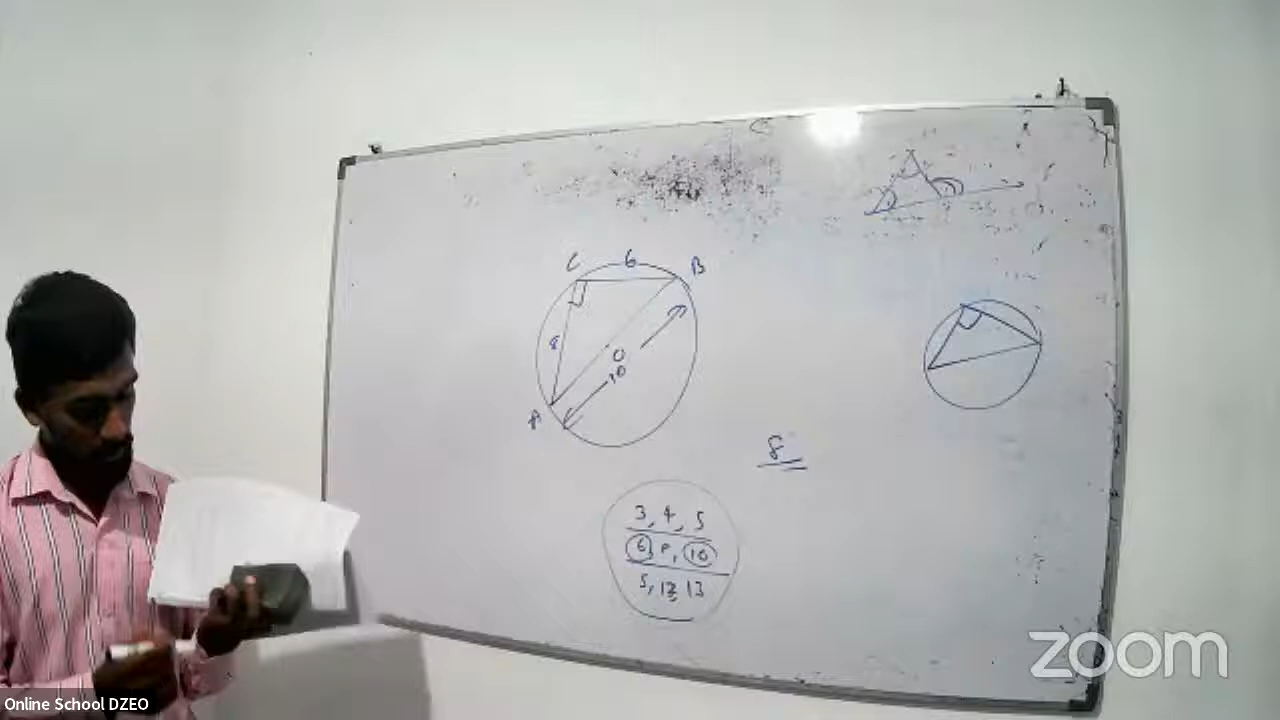 C 6 B
8
O
10
A
8
3, 4, 5
6, 8, 10
5, 12, 13
zoom
Online School DZEO